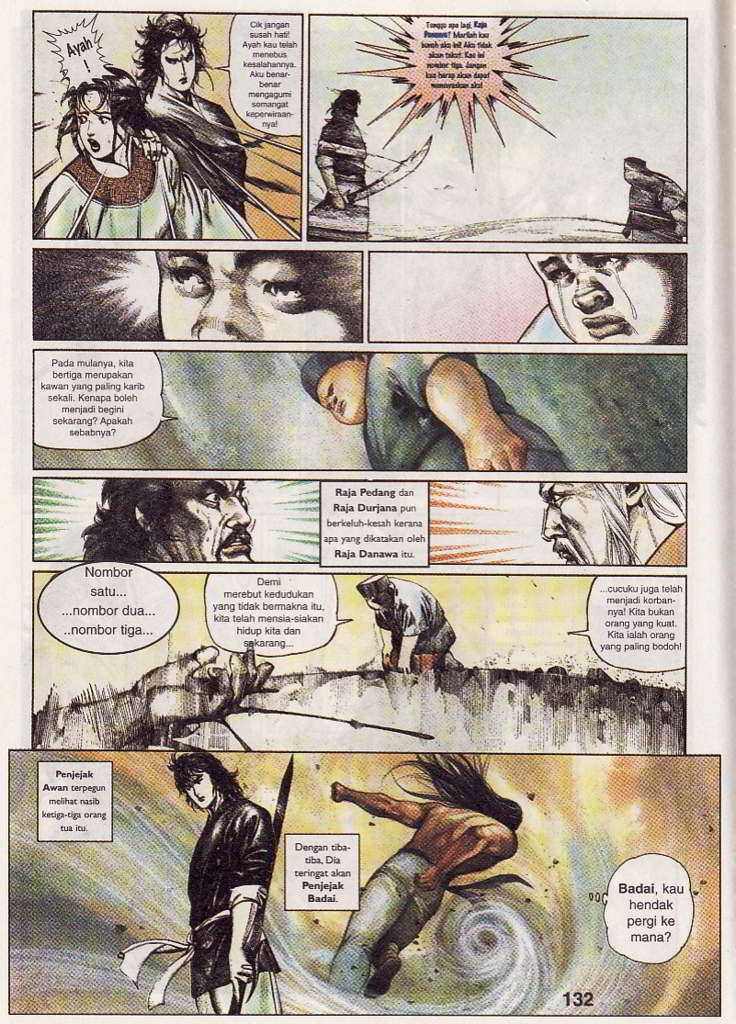 Ayah
!
Cik jangan
susah hati!
Ayah kau telah
menebus
kesalahannya.
Aku benar-
benar
mengagumi
semangat
keperwiraan-
nya!
Tunggu apa lagi, Raja
Pedang! Marilah kau
bunuh aku ini! Aku tidak
akan takut. Kau ini
nombor tiga. Jangan
kau harap akan dapat
memuaskan aku!
Pada mulanya, kita
bertiga merupakan
kawan yang paling karib
sekali. Kenapa boleh
menjadi begini
sekarang? Apakah
sebabnya?
Raja Pedang dan
Raja Durjana pun
berkeluh-kesah kerana
apa yang dikatakan oleh
Raja Danawa itu.
Nombor
satu...
...nombor dua...
..nombor tiga...
Demi
merebut kedudukan
yang tidak bermakna itu,
kita telah mensia-siakan
hidup kita dan
sekarang...
...cucuku juga telah
menjadi korban-
nya! Kita bukan
orang yang kuat.
Kita ialah orang
yang paling bodoh!
Penjejak
Awan terpegun
melihat nasib
ketiga-tiga orang
tua itu.
Dengan tiba-
tiba, Dia
teringat akan
Penjejak
Badai.
Badai, kau
hendak
pergi ke
mana?
132